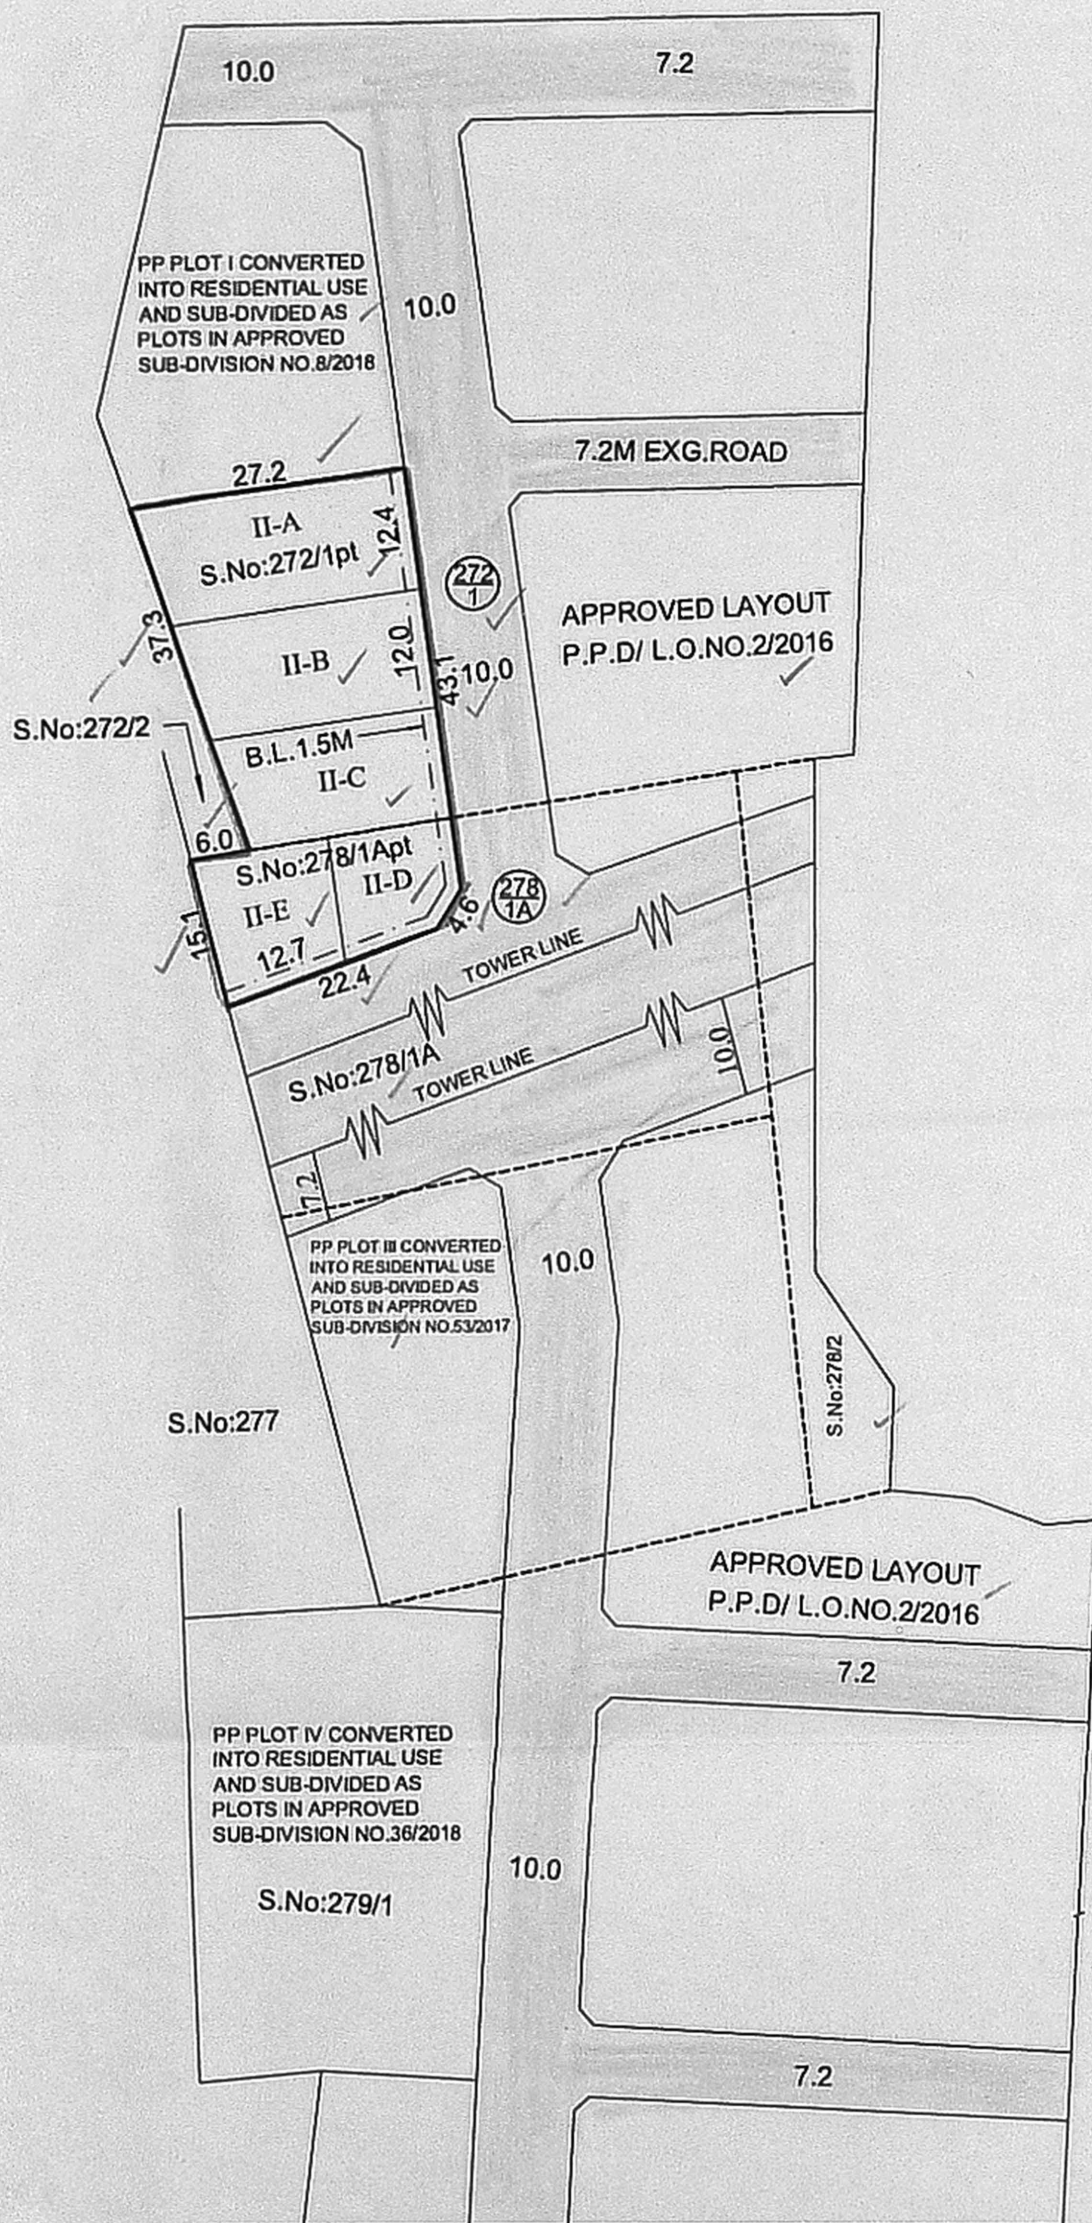 10.0
7.2
PP PLOT I CONVERTED
INTO RESIDENTIAL USE
AND SUB-DIVIDED AS
PLOTS IN APPROVED
SUB-DIVISION NO.8/2018
10.0
7.2M EXG.ROAD
27.2
II-A
S.No:272/1pt
12.4
272
1
APPROVED LAYOUT
P.P.D/ L.O.NO.2/2016
37.3
II-B
12.0
43.1
10.0
S.No:272/2
B.L.1.5M
II-C
6.0
S.No:278/1Apt
II-D
II-E
278
1A
4.6
15.1
12.7
22.4
TOWER LINE
S.No:278/1A
TOWER LINE
10.0
7.2
PP PLOT III CONVERTED
INTO RESIDENTIAL USE
AND SUB-DIVIDED AS
PLOTS IN APPROVED
SUB-DIVISION NO.53/2017
10.0
S.No:278/2
S.No:277
APPROVED LAYOUT
P.P.D/ L.O.NO.2/2016
7.2
PP PLOT IV CONVERTED
INTO RESIDENTIAL USE
AND SUB-DIVIDED AS
PLOTS IN APPROVED
SUB-DIVISION NO.36/2018
S.No:279/1
10.0
7.2